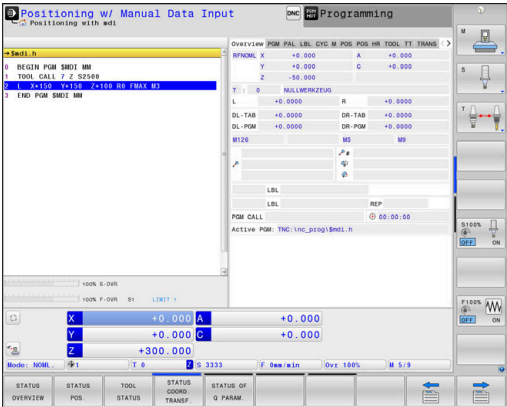 Positioning w/ Manual Data Input
Positioning with mdi
DNC
Programming
→$mdi.h
0 BEGIN PGM $MDI MM
1 TOOL CALL 7 Z S2500
2 L X+150 Y+150 Z+100 R0 FMAX M3
3 END PGM $MDI MM
100% S-OVR
100% F-OVR S1 LIMIT 1
Overview PGM PAL LBL CYC M POS POS HR TOOL TT TRANS
RFNOML X +0.000 A +0.000
Y +0.000 C +0.000
Z -50.000
T : 0 NULLWERKZEUG
L +0.0000 R +0.0000
DL-TAB +0.0000 DR-TAB +0.0000
DL-PGM +0.0000 DR-PGM +0.0000
M126 M5 M9
LBL
LBL REP
PGM CALL 00:00:00
Active PGM: TNC:\nc_prog\$mdi.h
X +0.000 A +0.000
Y +0.000 C +0.000
Z +300.000
Mode: NOML. 1 T 0 Z S 3333 F 0mm/min Ovr 100% M 5/9
STATUS OVERVIEW
STATUS POS.
TOOL STATUS
STATUS COORD. TRANSF.
STATUS OF Q PARAM.
M
S
T
S100%
OFF ON
F100%
OFF ON